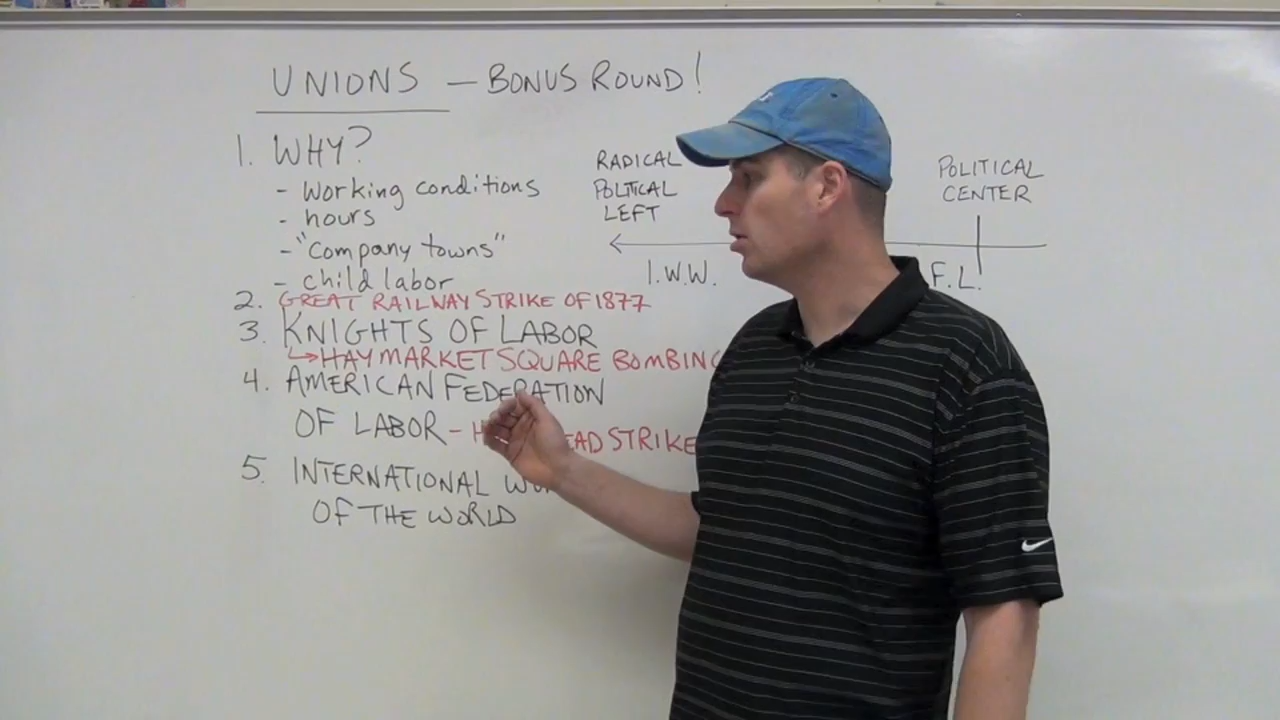 UNIONS - BONUS ROUND!
1. WHY?
- working conditions
- hours
- "Company towns"
- child labor
2. GREAT RAILWAY STRIKE OF 1877
3. KNIGHTS OF LABOR
↳HAYMARKET SQUARE BOMBING
4. AMERICAN FEDERATION
OF LABOR - STRIKE
5. INTERNATIONAL
OF THE WORLD
RADICAL
POLITICAL
LEFT
I.W.W.
POLITICAL
CENTER
F.L.